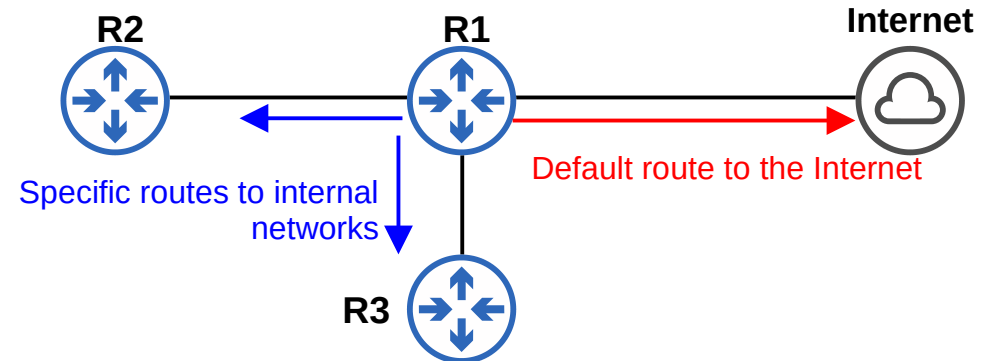 R2
R1
Internet
Default route to the Internet
Specific routes to internal
networks
R3